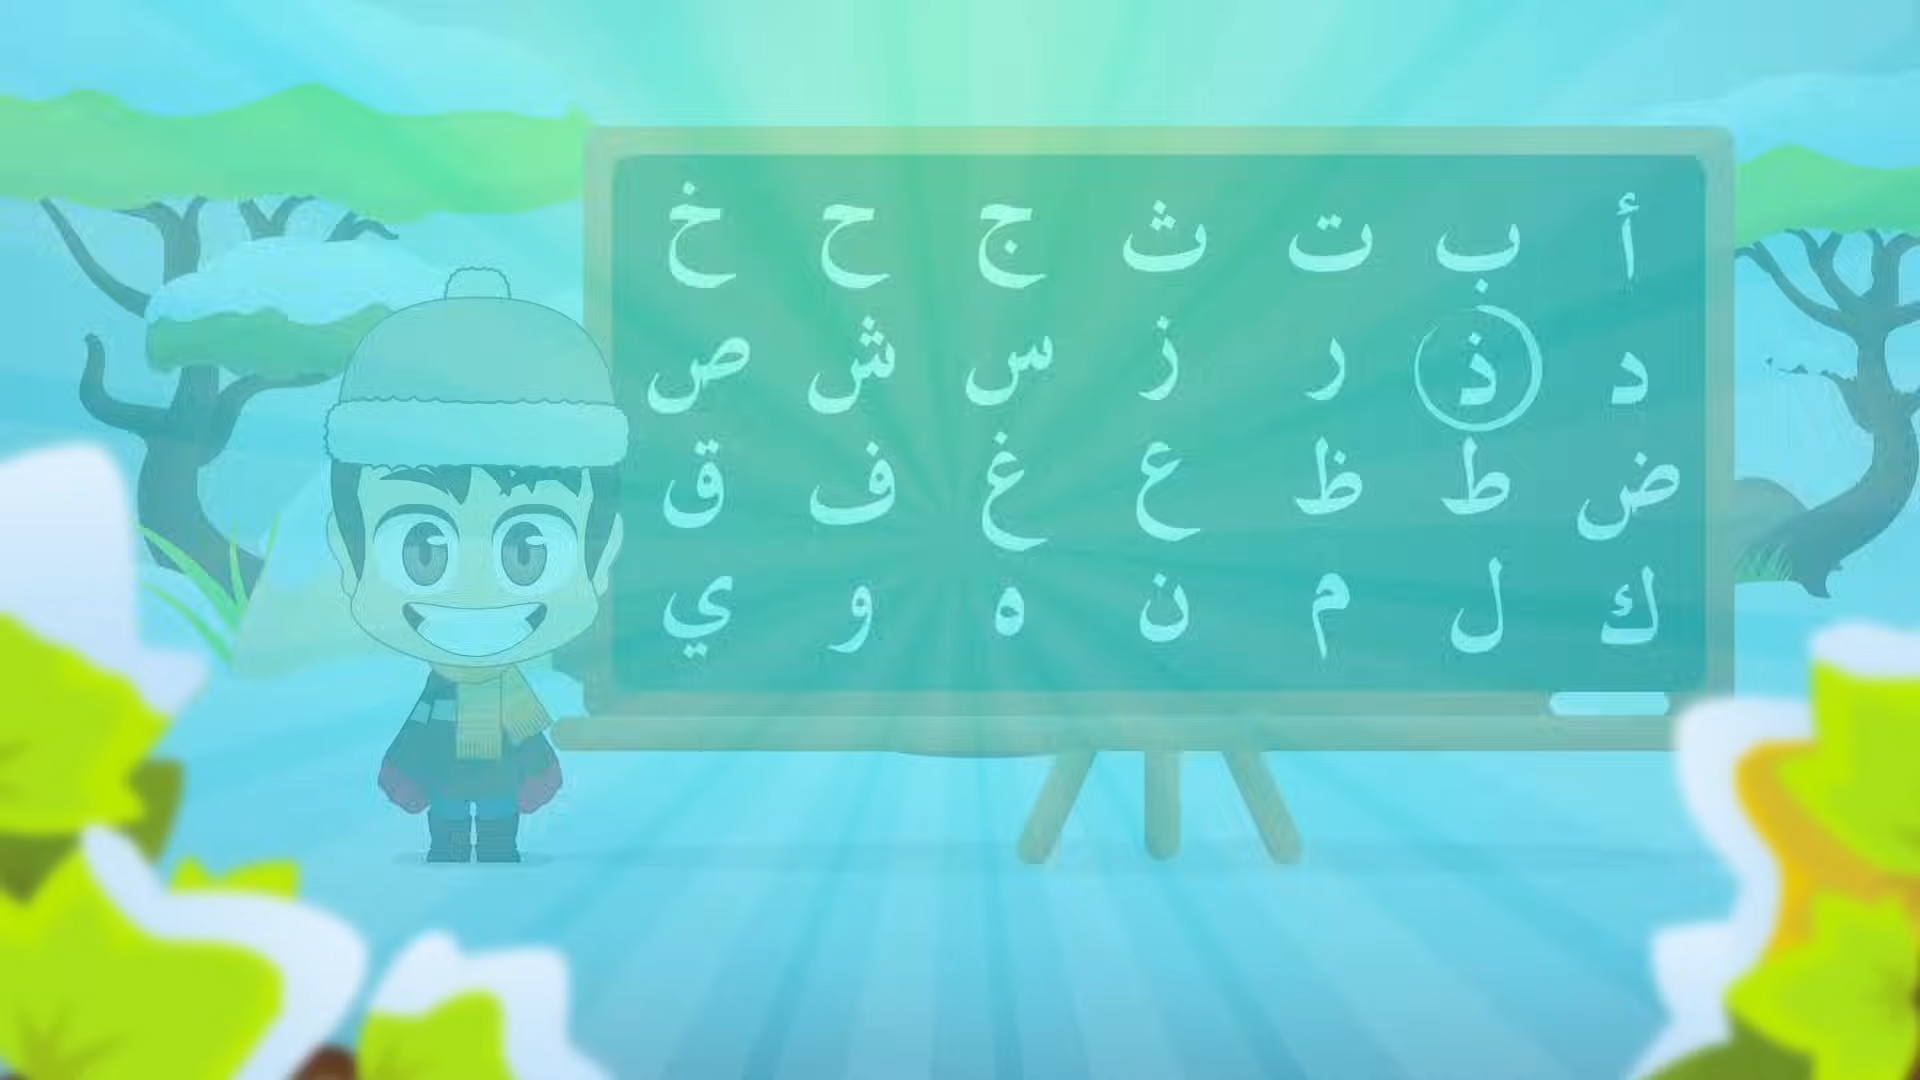 أ ب ت ث ج ح خ
د ذ ر ز س ش ص
ض ط ظ ع غ ف ق
ك ل م ن ه و ي